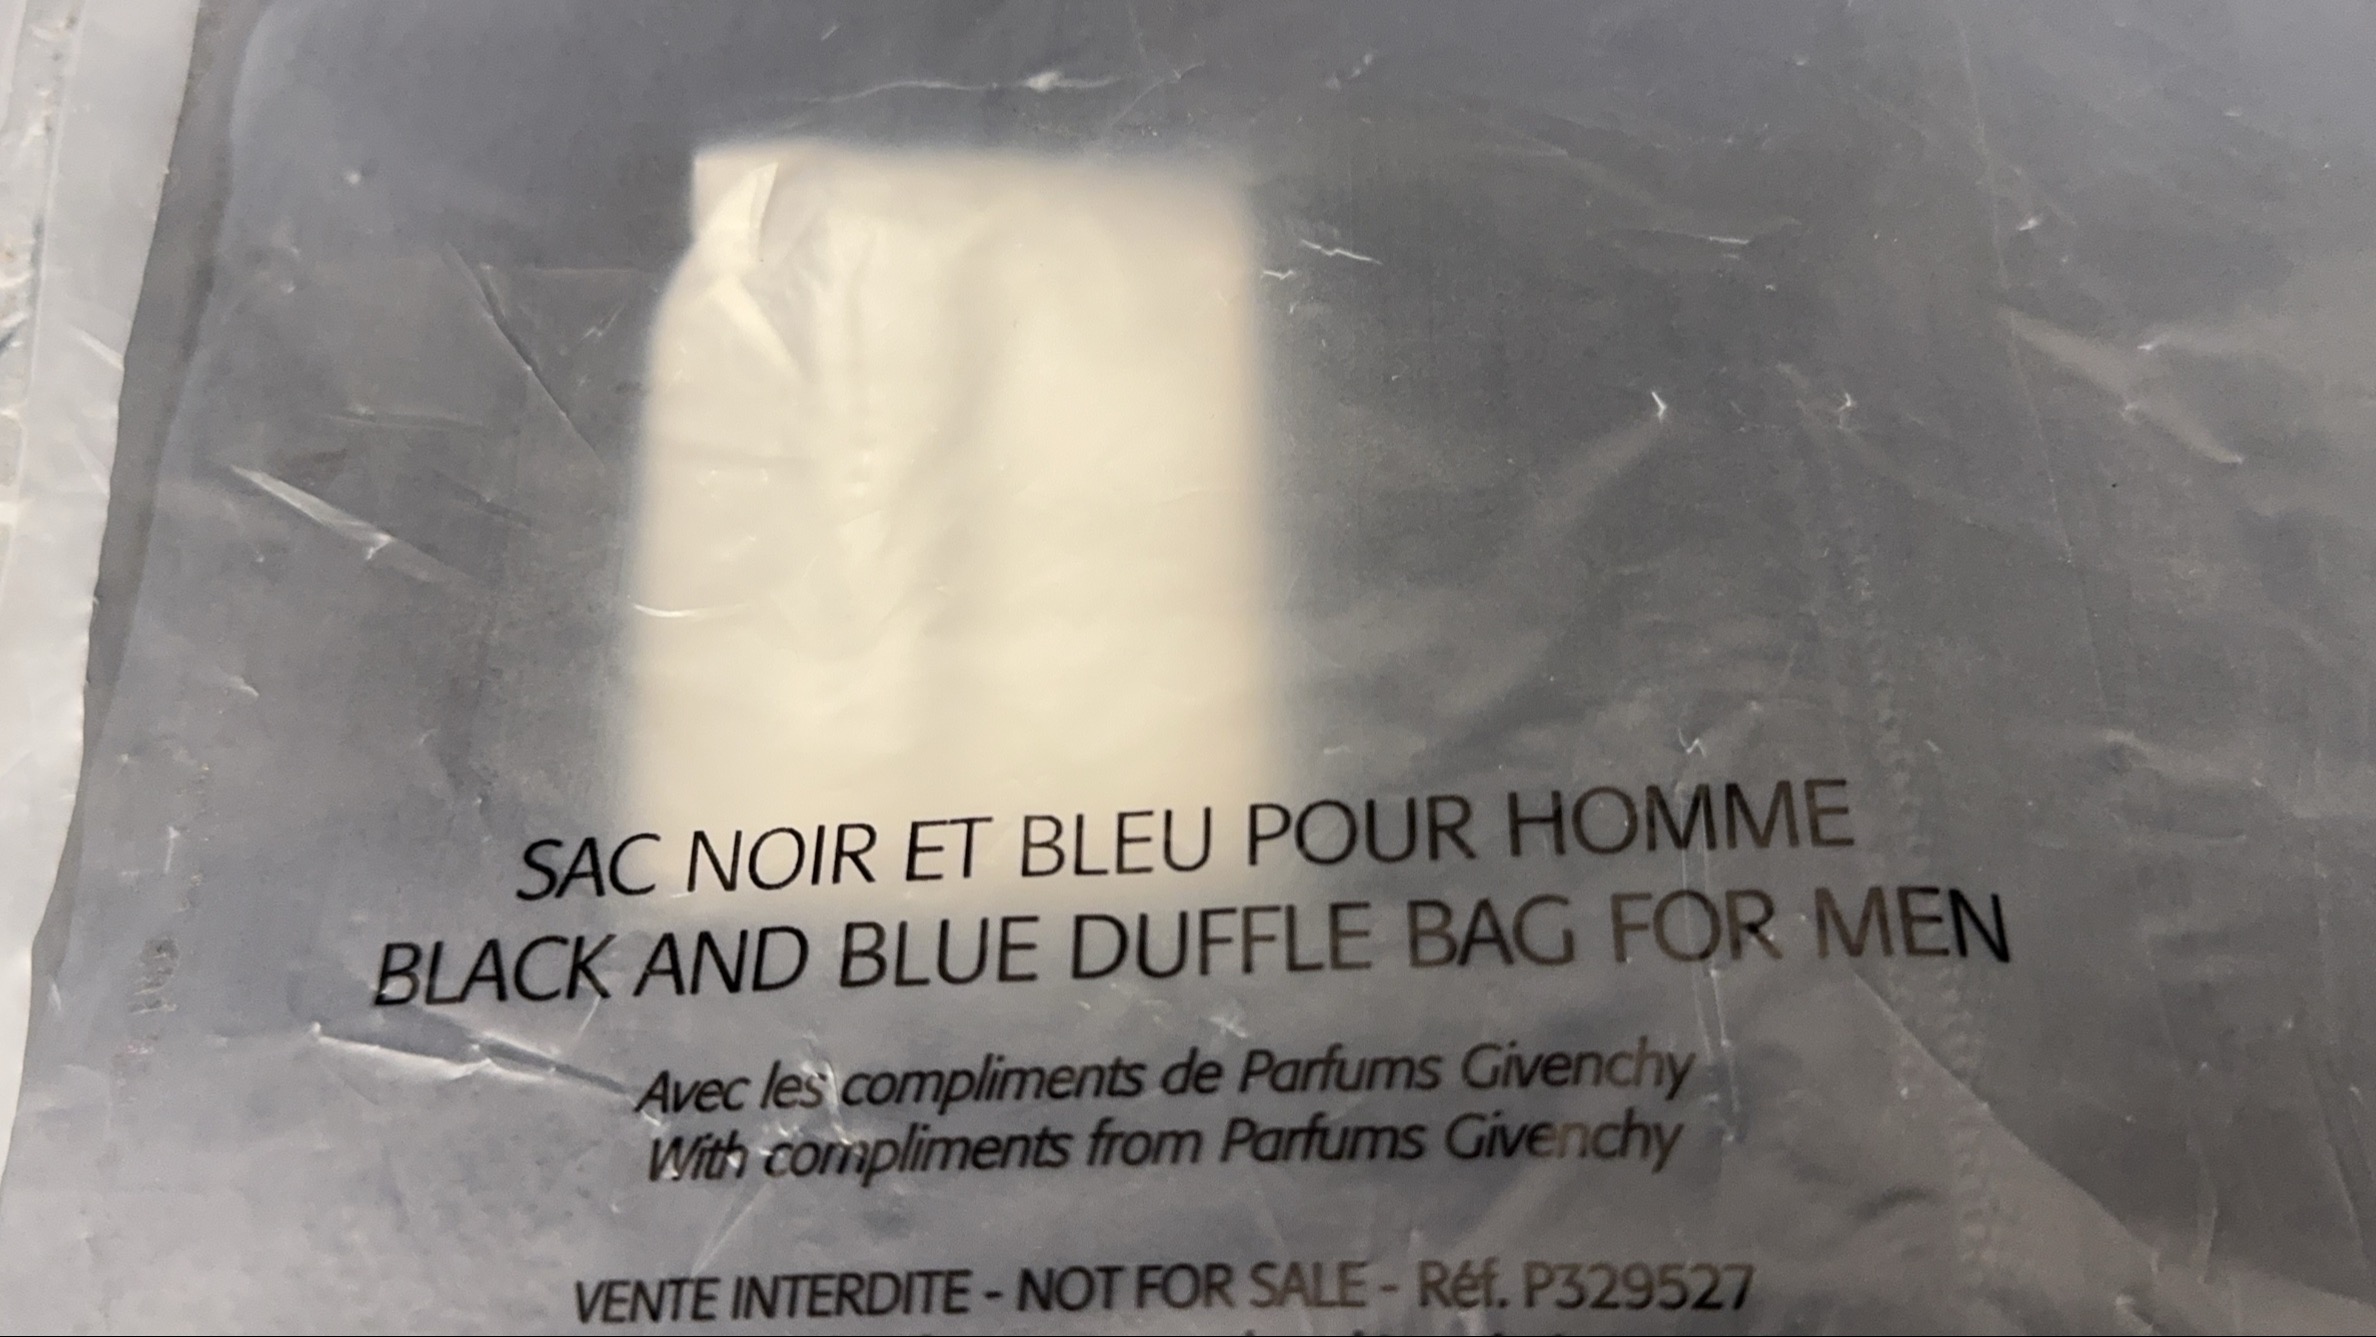 SAC NOIR ET BLEU POUR HOMME
BLACK AND BLUE DUFFLE BAG FOR MEN
Avec les compliments de Parfums Givenchy
With compliments from Parfums Givenchy
VENTE INTERDITE - NOT FOR SALE - Réf. P329527